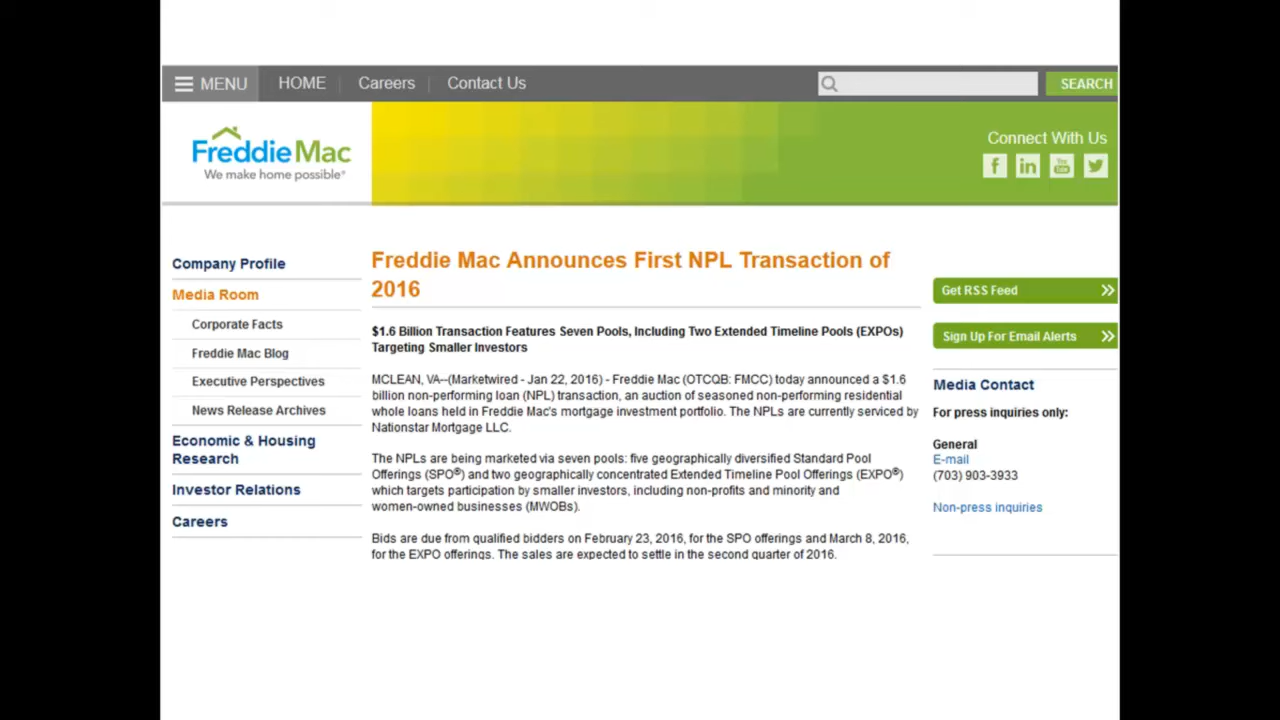 MENU HOME Careers Contact Us SEARCH
Freddie Mac
We make home possible®
Connect With Us
f in You Tube
Company Profile
Media Room
Corporate Facts
Freddie Mac Blog
Executive Perspectives
News Release Archives
Economic & Housing
Research
Investor Relations
Careers
Freddie Mac Announces First NPL Transaction of
2016
$1.6 Billion Transaction Features Seven Pools, Including Two Extended Timeline Pools (EXPOs)
Targeting Smaller Investors
MCLEAN, VA--(Marketwired - Jan 22, 2016) - Freddie Mac (OTCQB: FMCC) today announced a $1.6
billion non-performing loan (NPL) transaction, an auction of seasoned non-performing residential
whole loans held in Freddie Mac's mortgage investment portfolio. The NPLs are currently serviced by
Nationstar Mortgage LLC.
The NPLs are being marketed via seven pools: five geographically diversified Standard Pool
Offerings (SPO®) and two geographically concentrated Extended Timeline Pool Offerings (EXPO®)
which targets participation by smaller investors, including non-profits and minority and
women-owned businesses (MWOBs).
Bids are due from qualified bidders on February 23, 2016, for the SPO offerings and March 8, 2016,
for the EXPO offerings. The sales are expected to settle in the second quarter of 2016.
Get RSS Feed
Sign Up For Email Alerts
Media Contact
For press inquiries only:
General
E-mail
(703) 903-3933
Non-press inquiries